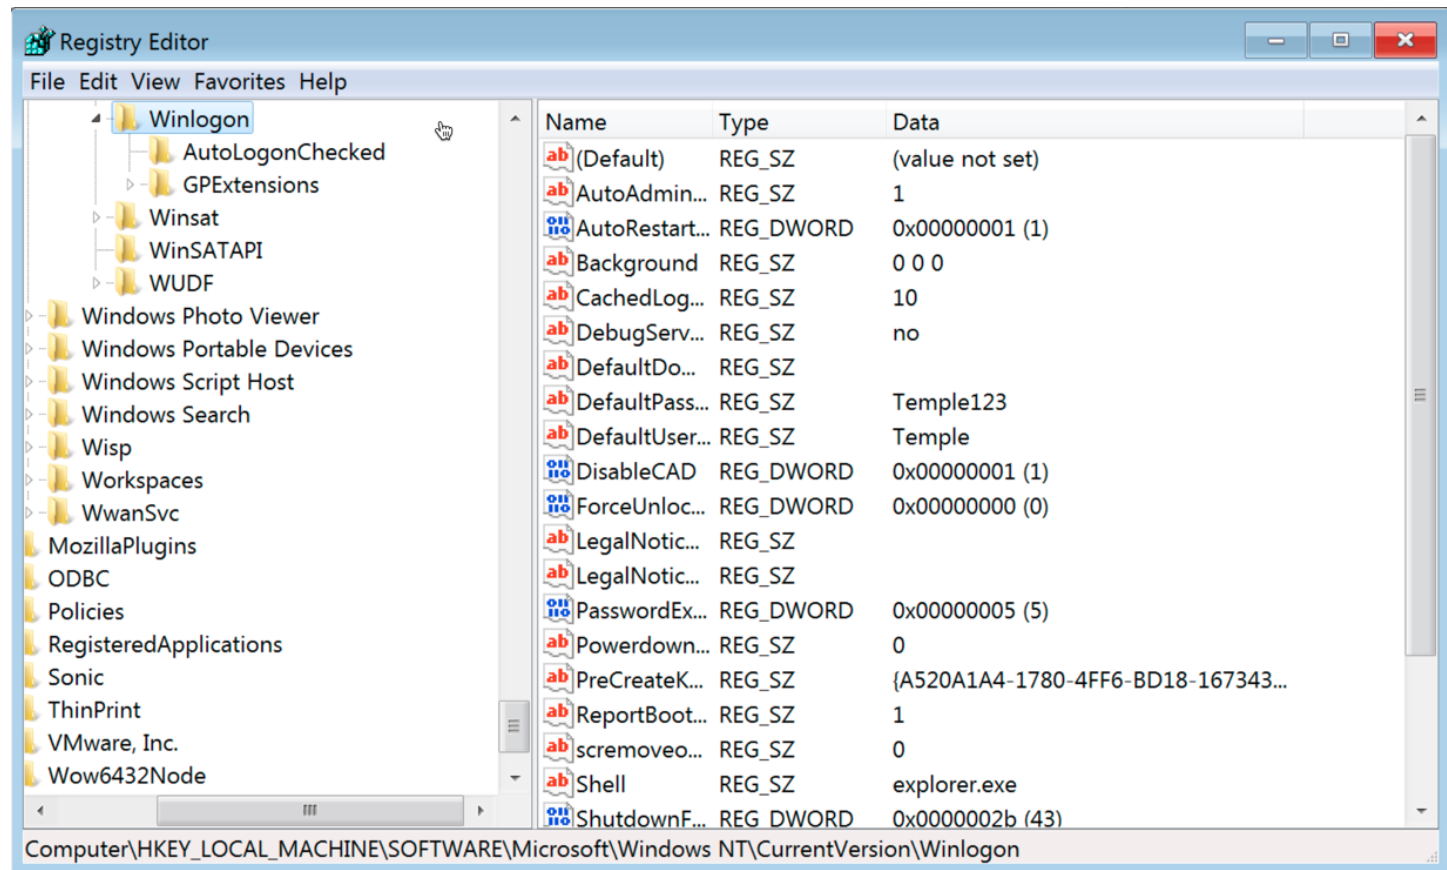 Registry Editor
File Edit View Favorites Help
Winlogon
AutoLogonChecked
GPExtensions
Winsat
WinSATAPI
WUDF
Windows Photo Viewer
Windows Portable Devices
Windows Script Host
Windows Search
Wisp
Workspaces
WwanSvc
MozillaPlugins
ODBC
Policies
RegisteredApplications
Sonic
ThinPrint
VMware, Inc.
Wow6432Node
Name Type Data
(Default) REG_SZ (value not set)
AutoAdmin... REG_SZ 1
AutoRestart... REG_DWORD 0x00000001 (1)
Background REG_SZ 0 0 0
CachedLog... REG_SZ 10
DebugServ... REG_SZ no
DefaultDo... REG_SZ
DefaultPass... REG_SZ Temple123
DefaultUser... REG_SZ Temple
DisableCAD REG_DWORD 0x00000001 (1)
ForceUnloc... REG_DWORD 0x00000000 (0)
LegalNotic... REG_SZ
LegalNotic... REG_SZ
PasswordEx... REG_DWORD 0x00000005 (5)
Powerdown... REG_SZ 0
PreCreateK... REG_SZ {A520A1A4-1780-4FF6-BD18-167343...
ReportBoot... REG_SZ 1
scremoveo... REG_SZ 0
Shell REG_SZ explorer.exe
ShutdownF... REG_DWORD 0x0000002b (43)
Computer\HKEY_LOCAL_MACHINE\SOFTWARE\Microsoft\Windows NT\CurrentVersion\Winlogon